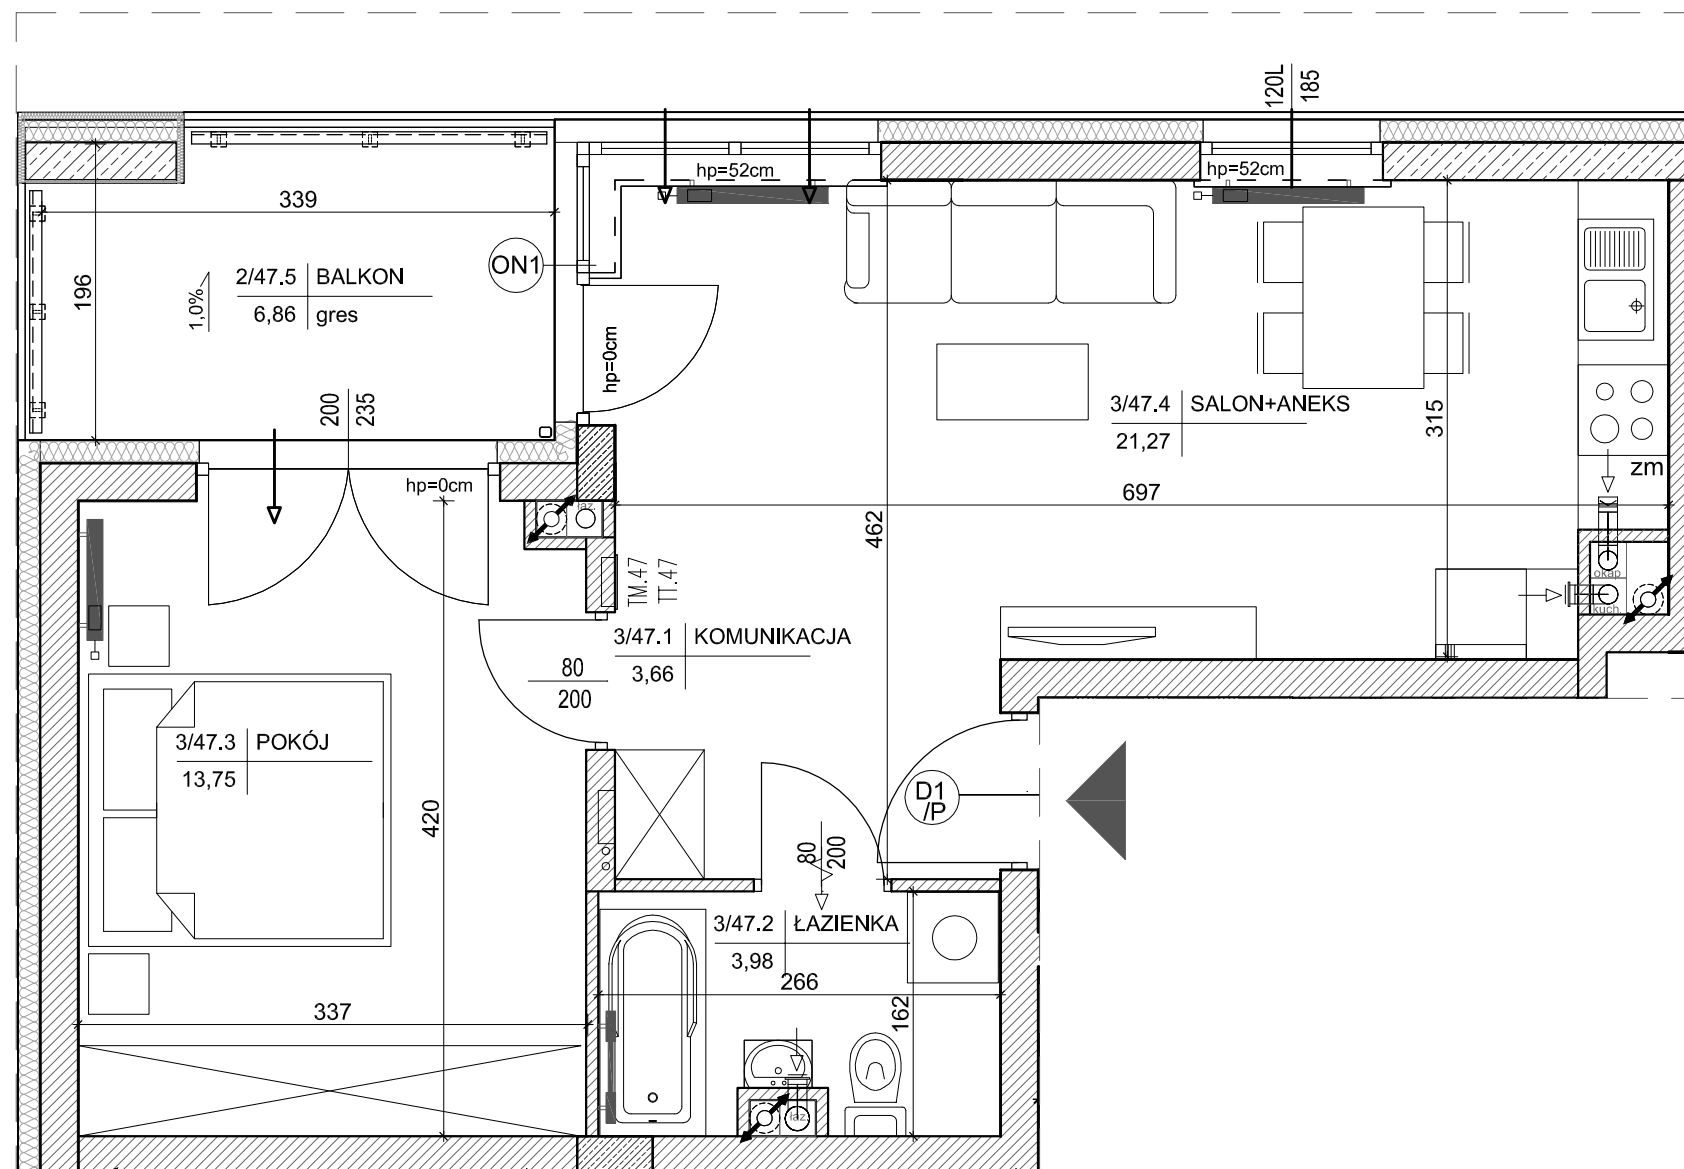 120L
185
hp=52cm
hp=52cm
339
196
ON1
2/47.5 BALKON
6,86 gres
1,0%
hp=0cm
200
235
3/47.4 SALON+ANEKS
21,27
315
zm
hp=0cm
697
462
łaz.
TM.47
TT.47
okap
kuch.
3/47.1 KOMUNIKACJA
3,66
80
200
3/47.3 POKÓJ
13,75
D1
/P
420
80
200
3/47.2 ŁAZIENKA
3,98
266
162
337
łaz.